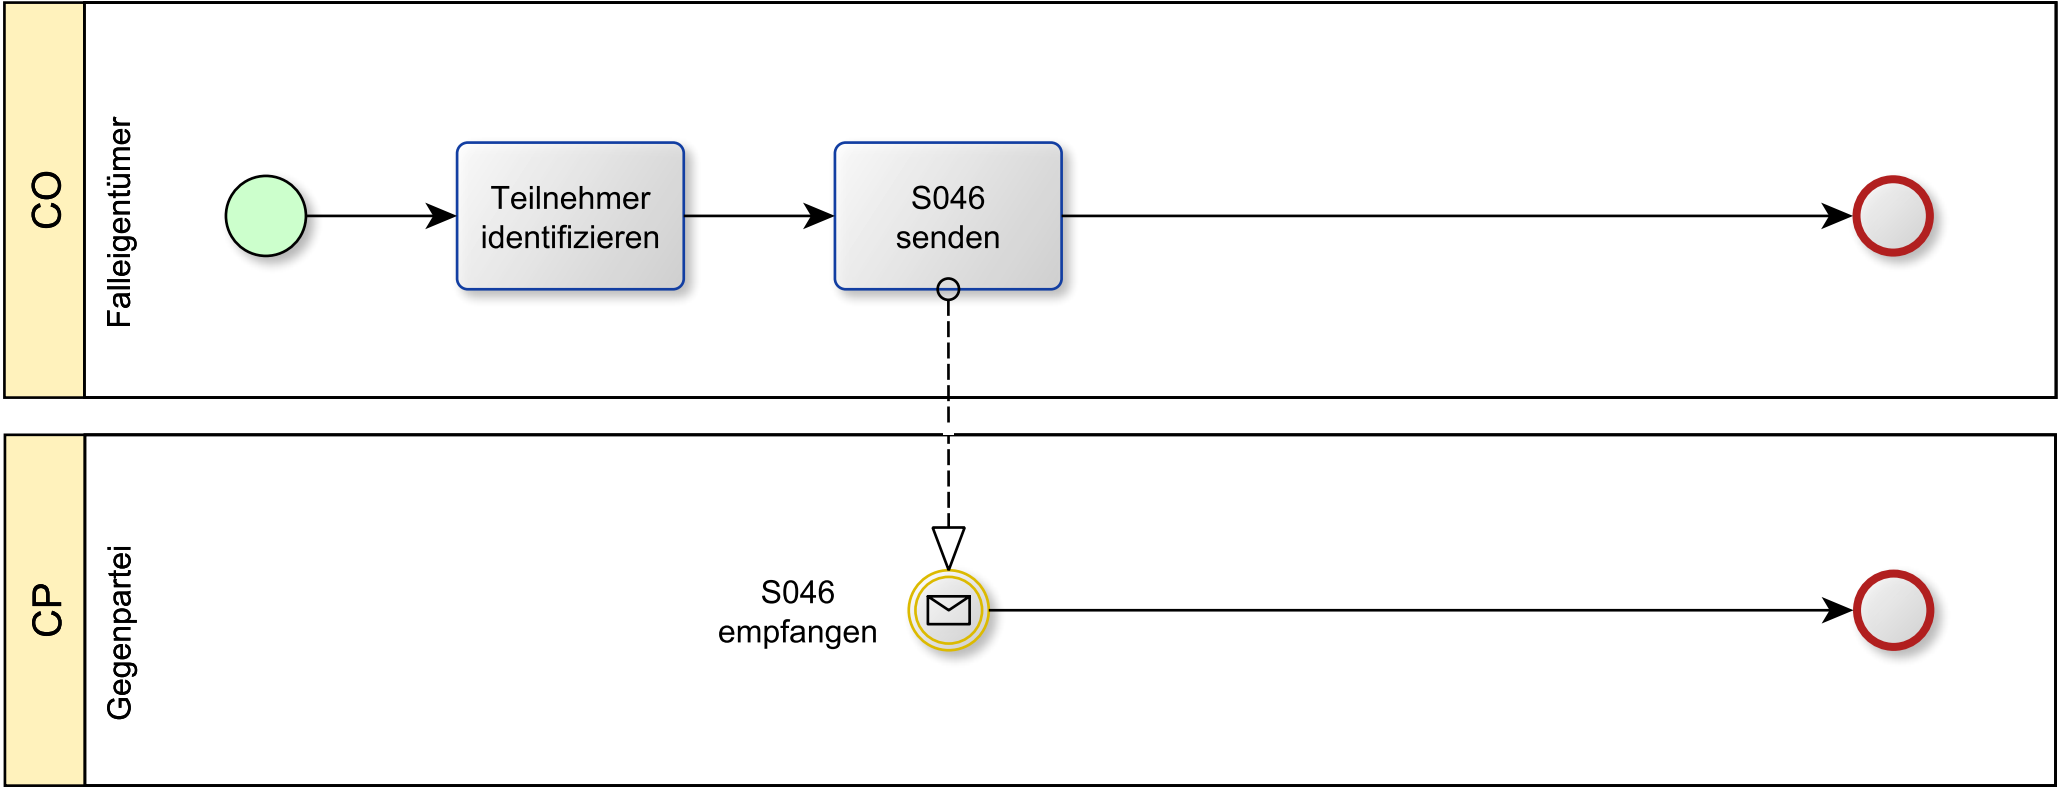 CO
Falleigentümer
Teilnehmer
identifizieren
S046
senden
CP
Gegenpartei
S046
empfangen